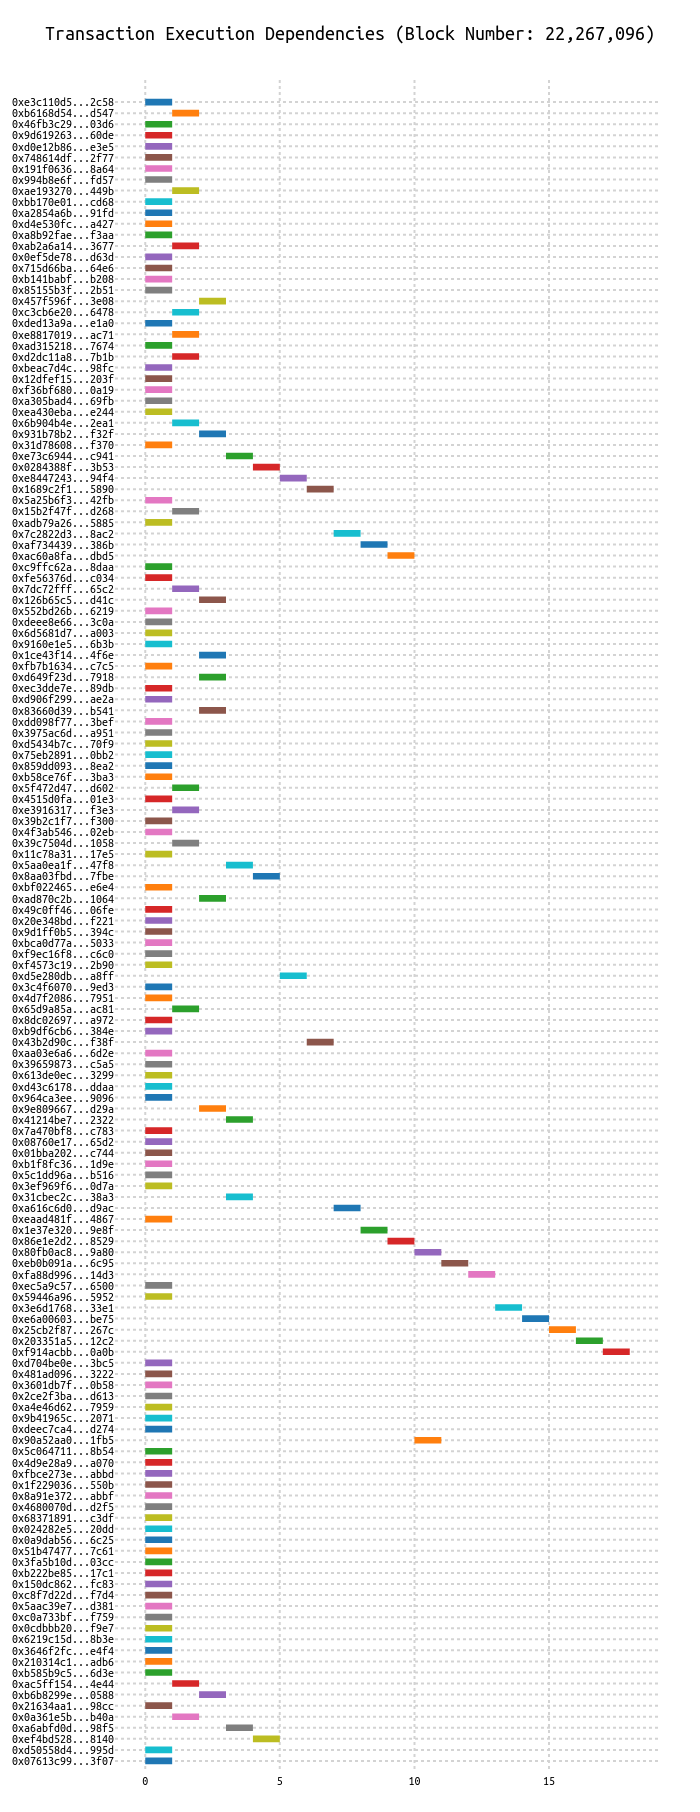 Transaction Execution Dependencies (Block Number: 22,267,096)
0xe3c110d5...2c58
0xb6168d54...d547
0x46fb3c29...03d6
0x9d619263...60de
0xd0e12b86...e3e5
0x748614df...2f77
0x191f0636...8a64
0x994b8e6f...fd57
0xae193270...449b
0xbb170e01...cd68
0xa2854a6b...91fd
0xd4e530fc...a427
0xa8b92fae...f3aa
0xab2a6a14...3677
0x0ef5de78...d63d
0x715d66ba...64e6
0xb141babf...b208
0x85155b3f...2b51
0x457f596f...3e08
0xc3cb6e20...6478
0xded13a9a...e1a0
0xe8817019...ac71
0xad315218...7674
0xd2dc11a8...7b1b
0xbeac7d4c...98fc
0x12dfef15...203f
0xf36bf680...0a19
0xa305bad4...69fb
0xea430eba...e244
0x6b904b4e...2ea1
0x931b78b2...f32f
0x31d78608...f370
0xe73c6944...c941
0x0284388f...3b53
0xe8447243...94f4
0x1689c2f1...5890
0x5a25b6f3...42fb
0x15b2f47f...d268
0xadb79a26...5885
0x7c2822d3...8ac2
0xaf734439...386b
0xac60a8fa...dbd5
0xc9ffc62a...8daa
0xfe56376d...c034
0x7dc72fff...65c2
0x126b65c5...d41c
0x552bd26b...6219
0xdeee8e66...3c0a
0x6d5681d7...a003
0x9160e1e5...6b3b
0x1ce43f14...4f6e
0xfb7b1634...c7c5
0xd649f23d...7918
0xec3dde7e...89db
0xd906f299...ae2a
0x83660d39...b541
0xdd098f77...3bef
0x3975ac6d...a951
0xd5434b7c...70f9
0x75eb2891...0bb2
0x859dd093...8ea2
0xb58ce76f...3ba3
0x5f472d47...d602
0x4515d0fa...01e3
0xe3916317...f3e3
0x39b2c1f7...f300
0x4f3ab546...02eb
0x39c7504d...1058
0x11c78a31...17e5
0x5aa0ea1f...47f8
0x8aa03fbd...7fbe
0xbf022465...e6e4
0xad870c2b...1064
0x49c0ff46...06fe
0x20e348bd...f221
0x9d1ff0b5...394c
0xbca0d77a...5033
0xf9ec16f8...c6c0
0xf4573c19...2b90
0xd5e280db...a8ff
0x3c4f6070...9ed3
0x4d7f2086...7951
0x65d9a85a...ac81
0x8dc02697...a972
0xb9df6cb6...384e
0x43b2d90c...f38f
0xaa03e6a6...6d2e
0x39659873...c5a5
0x613de0ec...3299
0xd43c6178...ddaa
0x964ca3ee...9096
0x9e809667...d29a
0x41214be7...2322
0x7a470bf8...c783
0x08760e17...65d2
0x01bba202...c744
0xb1f8fc36...1d9e
0x5c1dd96a...b516
0x3ef969f6...0d7a
0x31cbec2c...38a3
0xa616c6d0...d9ac
0xeaad481f...4867
0x1e37e320...9e8f
0x86e1e2d2...8529
0x80fb0ac8...9a80
0xeb0b091a...6c95
0xfa88d996...14d3
0xec5a9c57...6500
0x59446a96...5952
0x3e6d1768...33e1
0xe6a00603...be75
0x25cb2f87...267c
0x203351a5...12c2
0xf914acbb...0a0b
0xd704be0e...3bc5
0x481ad096...3222
0x3601db7f...0b58
0x2ce2f3ba...d613
0xa4e46d62...7959
0x9b41965c...2071
0xdeec7ca4...d274
0x90a52aa0...1fb5
0x5c064711...8b54
0x4d9e28a9...a070
0xfbce273e...abbd
0x1f229036...550b
0x8a91e372...abbf
0x4680070d...d2f5
0x68371891...c3df
0x024282e5...20dd
0x0a9dab56...6c25
0x51b47477...7c61
0x3fa5b10d...03cc
0xb222be85...17c1
0x150dc862...fc83
0xc8f7d22d...f7d4
0x5aac39e7...d381
0xc0a733bf...f759
0x0cdbbb20...f9e7
0x6219c15d...8b3e
0x3646f2fc...e4f4
0x210314c1...adb6
0xb585b9c5...6d3e
0xac5ff154...4e44
0xb6b8299e...0588
0x21634aa1...98cc
0x0a361e5b...b40a
0xa6abfd0d...98f5
0xef4bd528...8140
0xd50558d4...995d
0x07613c99...3f07
0 5 10 15